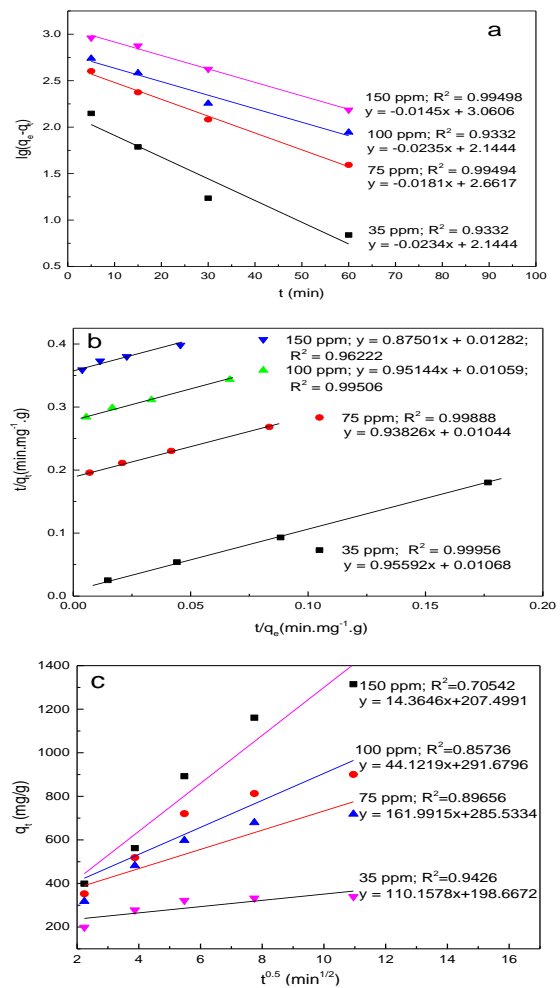 a
3.0
2.5
2.0
1.5
1.0
0.5
lg(qe-qt)
150 ppm; R² = 0.99498
y = -0.0145x + 3.0606
100 ppm; R² = 0.9332
y = -0.0235x + 2.1444
75 ppm; R² = 0.99494
y = -0.0181x + 2.6617
35 ppm; R² = 0.9332
y = -0.0234x + 2.1444
0 10 20 30 40 50 60 70 80 90 100
t (min)
b
0.4
0.3
0.2
0.1
0.0
t/qt(min.mg⁻¹.g)
150 ppm; y = 0.87501x + 0.01282;
R² = 0.96222
100 ppm; y = 0.95144x + 0.01059;
R² = 0.99506
75 ppm; R² = 0.99888
y = 0.93826x + 0.01044
35 ppm; R² = 0.99956
y = 0.95592x + 0.01068
0.00 0.05 0.10 0.15 0.20
t/qe(min.mg⁻¹.g)
c
1400
1200
1000
800
600
400
200
qt (mg/g)
150 ppm; R²=0.70542
y = 14.3646x+207.4991
100 ppm; R²=0.85736
y = 44.1219x+291.6796
75 ppm; R²=0.89656
y = 161.9915x+285.5334
35 ppm; R²=0.9426
y = 110.1578x+198.6672
2 4 6 8 10 12 14 16
t⁰·⁵ (min¹/²)